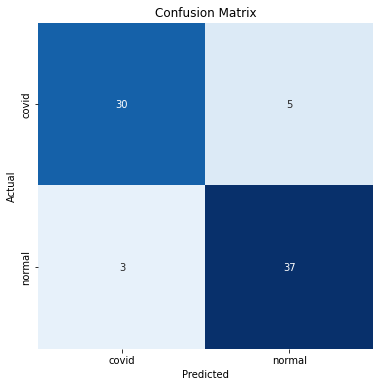 Confusion Matrix
covid
30
5
Actual
normal
3
37
covid
normal
Predicted